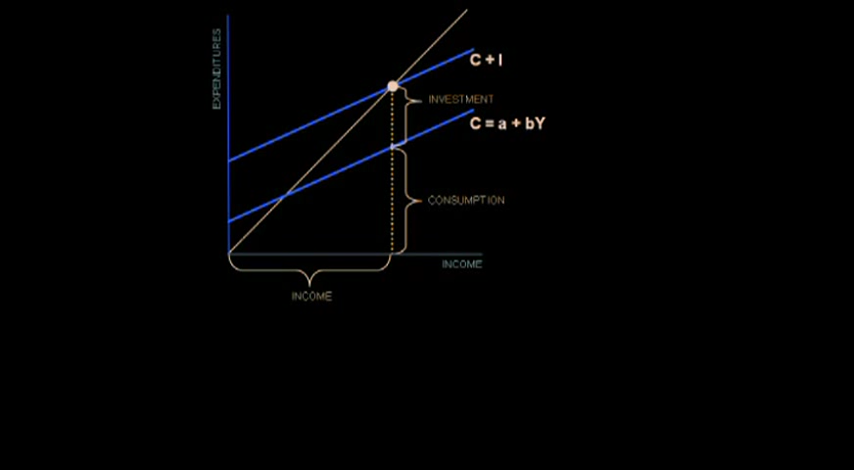 EXPENDITURES
C + I
INVESTMENT
C = a + bY
CONSUMPTION
INCOME
INCOME